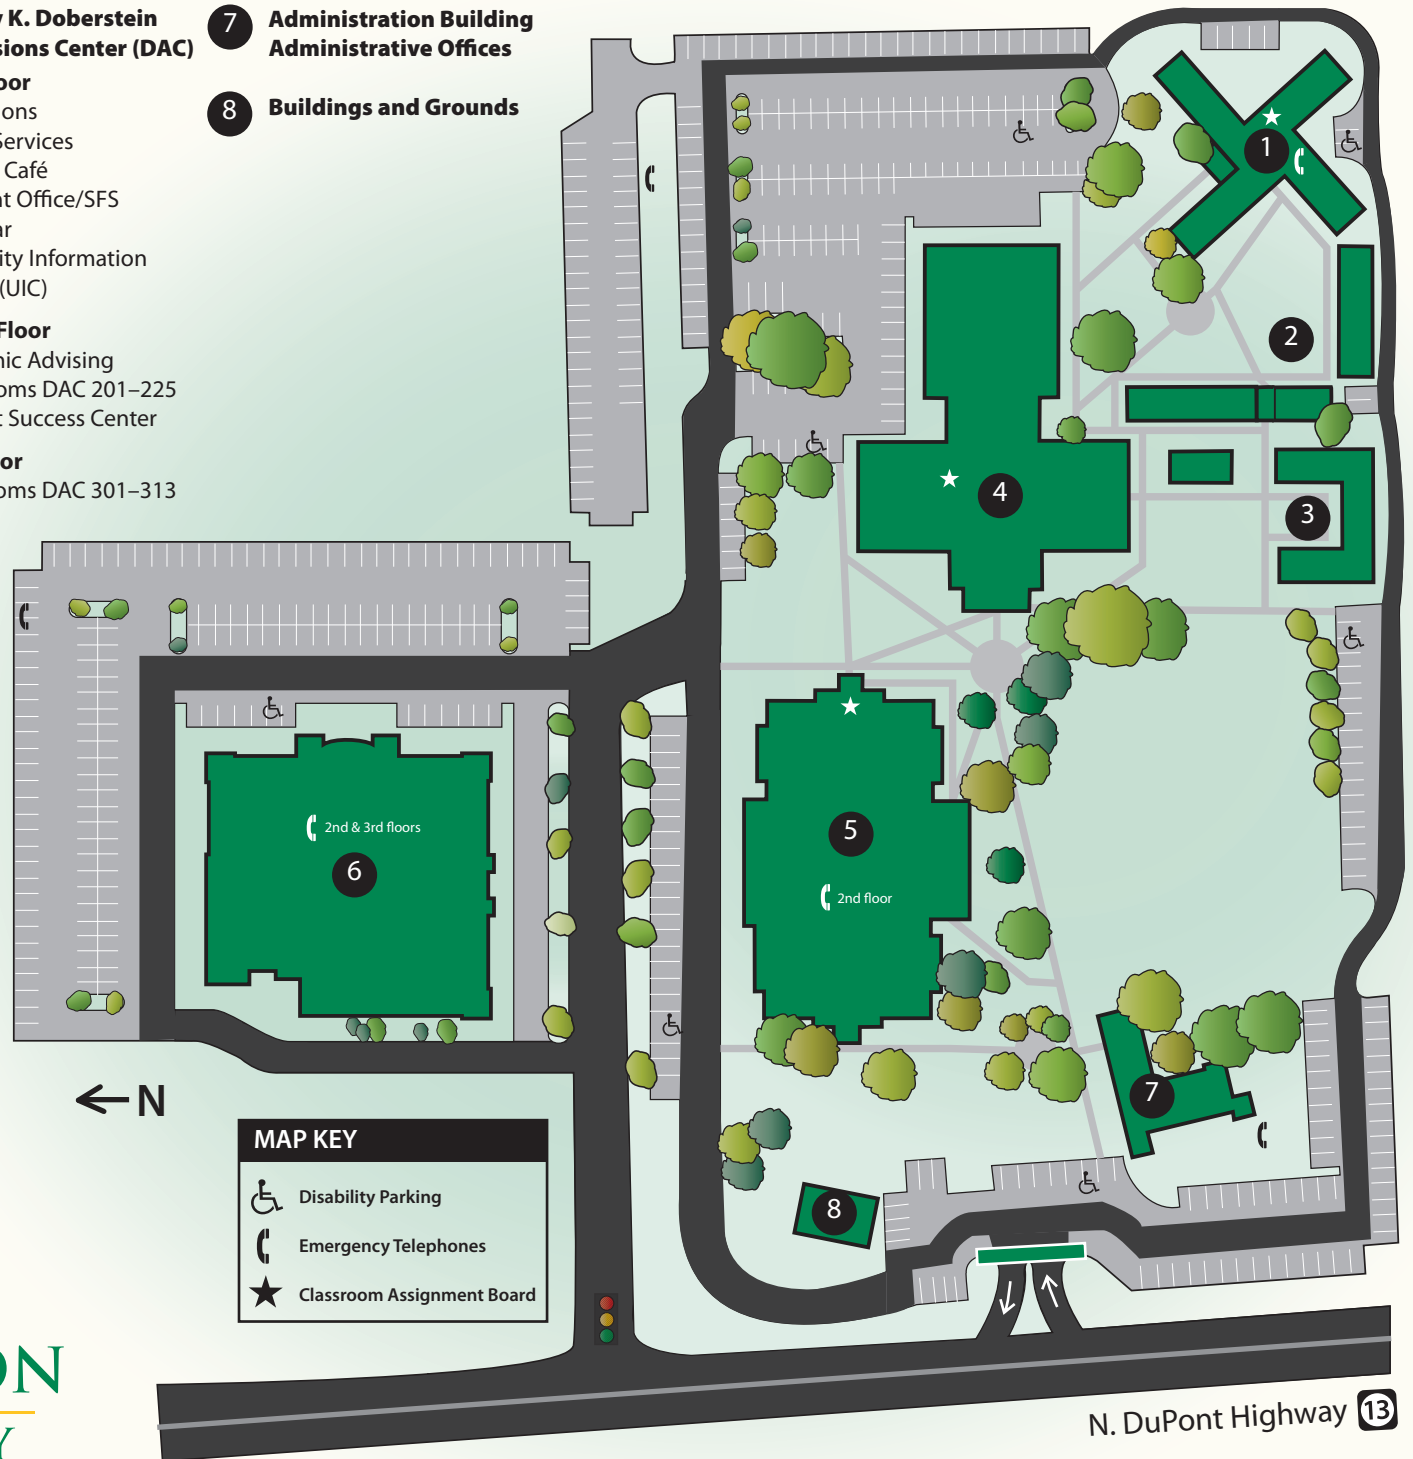 y K. Doberstein
sions Center (DAC)
oor
ons
Services
Café
t Office/SFS
ar
ity Information
(UIC)
Floor
nic Advising
oms DAC 201–225
t Success Center
or
oms DAC 301–313
7 Administration Building
Administrative Offices
8 Buildings and Grounds
1
2
3
4
5
2nd floor
2nd & 3rd floors
6
7
8
N
MAP KEY
Disability Parking
Emergency Telephones
Classroom Assignment Board
ON
Y
N. DuPont Highway 13